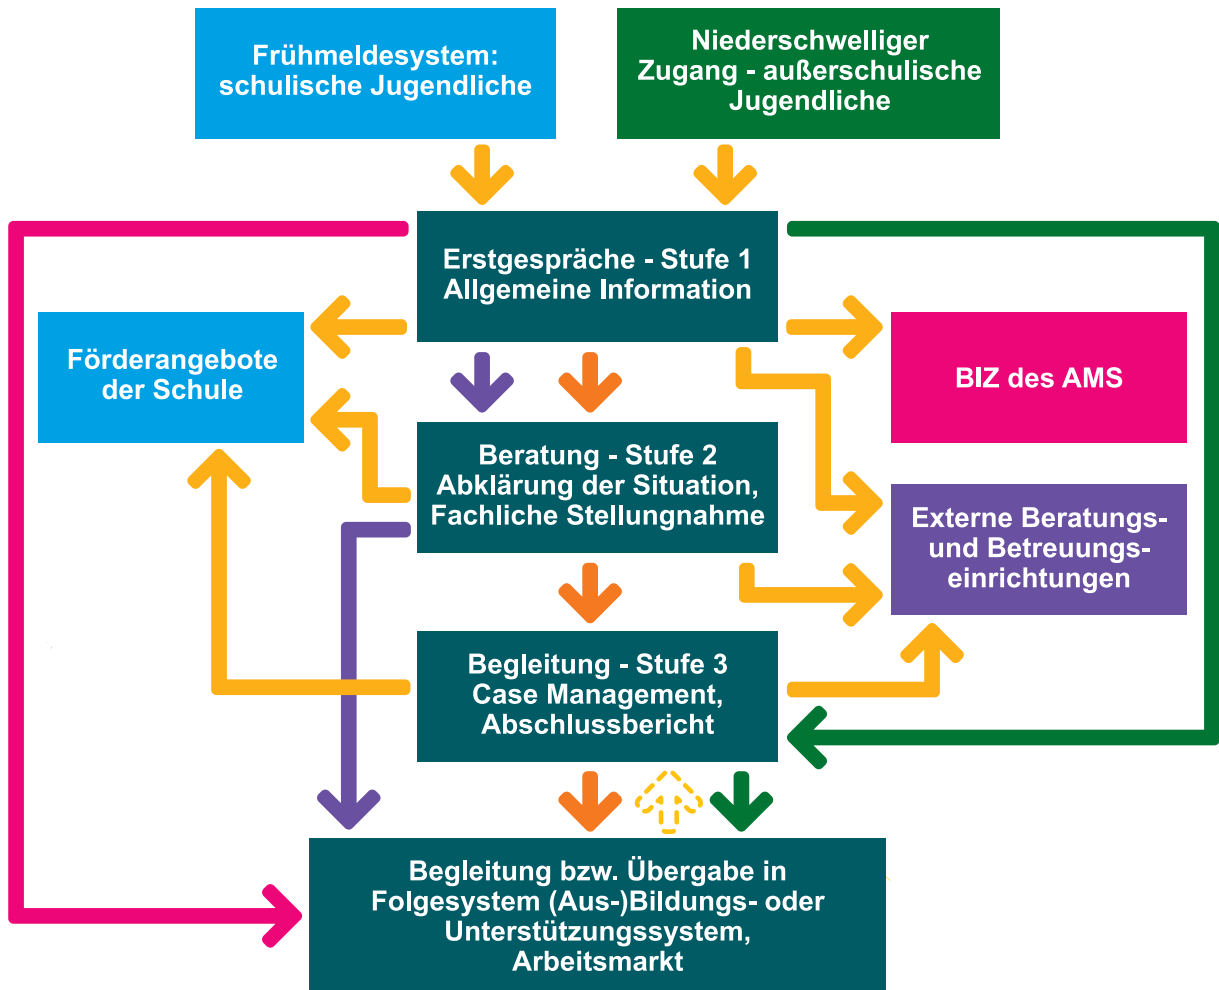 Frühmeldesystem:
schulische Jugendliche
Niederschwelliger
Zugang - außerschulische
Jugendliche
Erstgespräche - Stufe 1
Allgemeine Information
Förderangebote
der Schule
BIZ des AMS
Beratung - Stufe 2
Abklärung der Situation,
Fachliche Stellungnahme
Externe Beratungs-
und Betreuungs-
einrichtungen
Begleitung - Stufe 3
Case Management,
Abschlussbericht
Begleitung bzw. Übergabe in
Folgesystem (Aus-)Bildungs- oder
Unterstützungssystem,
Arbeitsmarkt